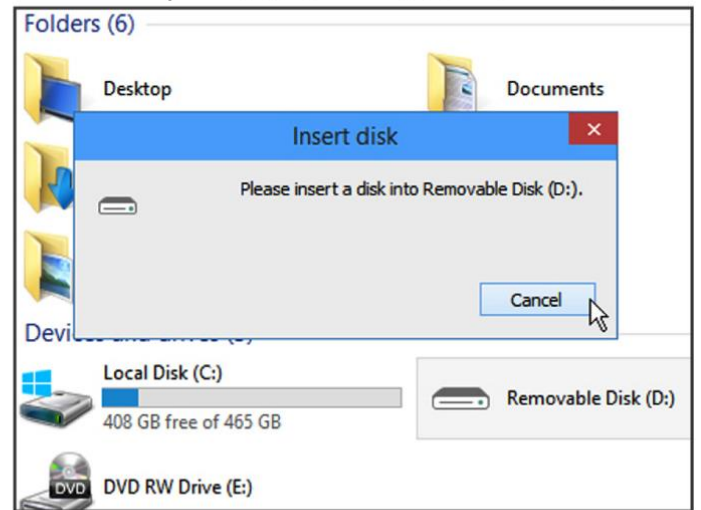 Folders (6)
Desktop
Documents
Insert disk
Please insert a disk into Removable Disk (D:).
Cancel
Local Disk (C:)
408 GB free of 465 GB
Removable Disk (D:)
DVD
DVD RW Drive (E:)